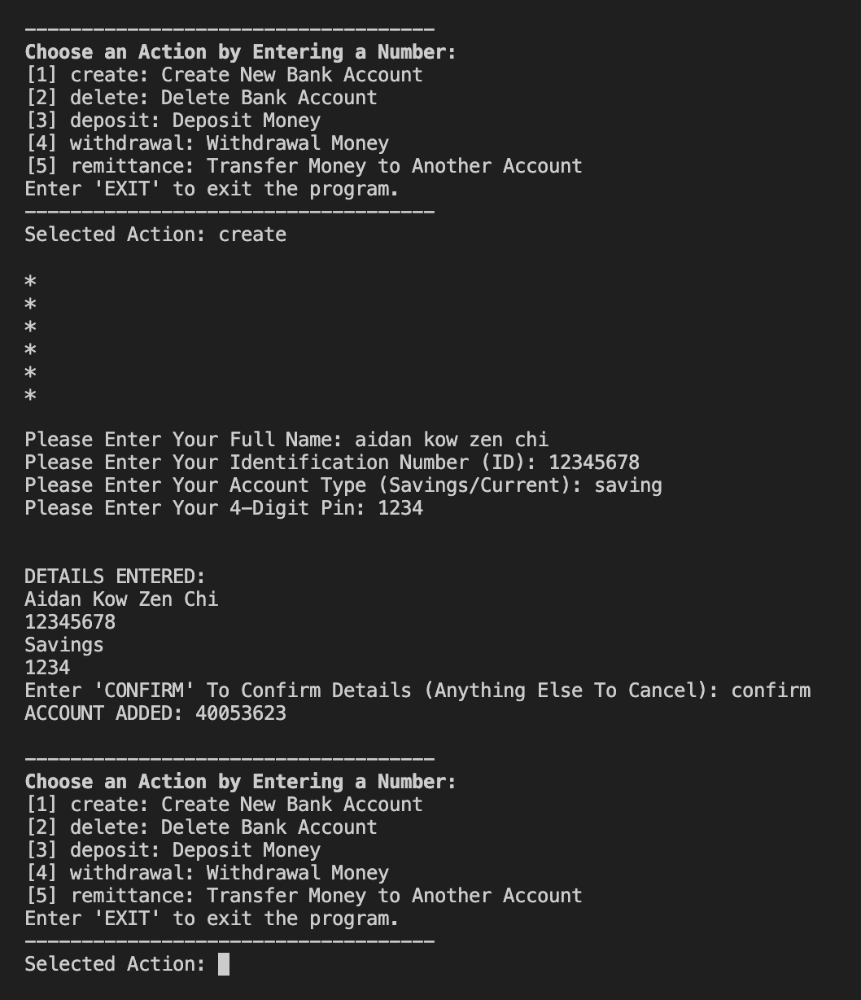 ------------------------------------
Choose an Action by Entering a Number:
[1] create: Create New Bank Account
[2] delete: Delete Bank Account
[3] deposit: Deposit Money
[4] withdrawal: Withdrawal Money
[5] remittance: Transfer Money to Another Account
Enter 'EXIT' to exit the program.
------------------------------------
Selected Action: create
*
*
*
*
*
*
Please Enter Your Full Name: aidan kow zen chi
Please Enter Your Identification Number (ID): 12345678
Please Enter Your Account Type (Savings/Current): saving
Please Enter Your 4-Digit Pin: 1234
DETAILS ENTERED:
Aidan Kow Zen Chi
12345678
Savings
1234
Enter 'CONFIRM' To Confirm Details (Anything Else To Cancel): confirm
ACCOUNT ADDED: 40053623
------------------------------------
Choose an Action by Entering a Number:
[1] create: Create New Bank Account
[2] delete: Delete Bank Account
[3] deposit: Deposit Money
[4] withdrawal: Withdrawal Money
[5] remittance: Transfer Money to Another Account
Enter 'EXIT' to exit the program.
------------------------------------
Selected Action: